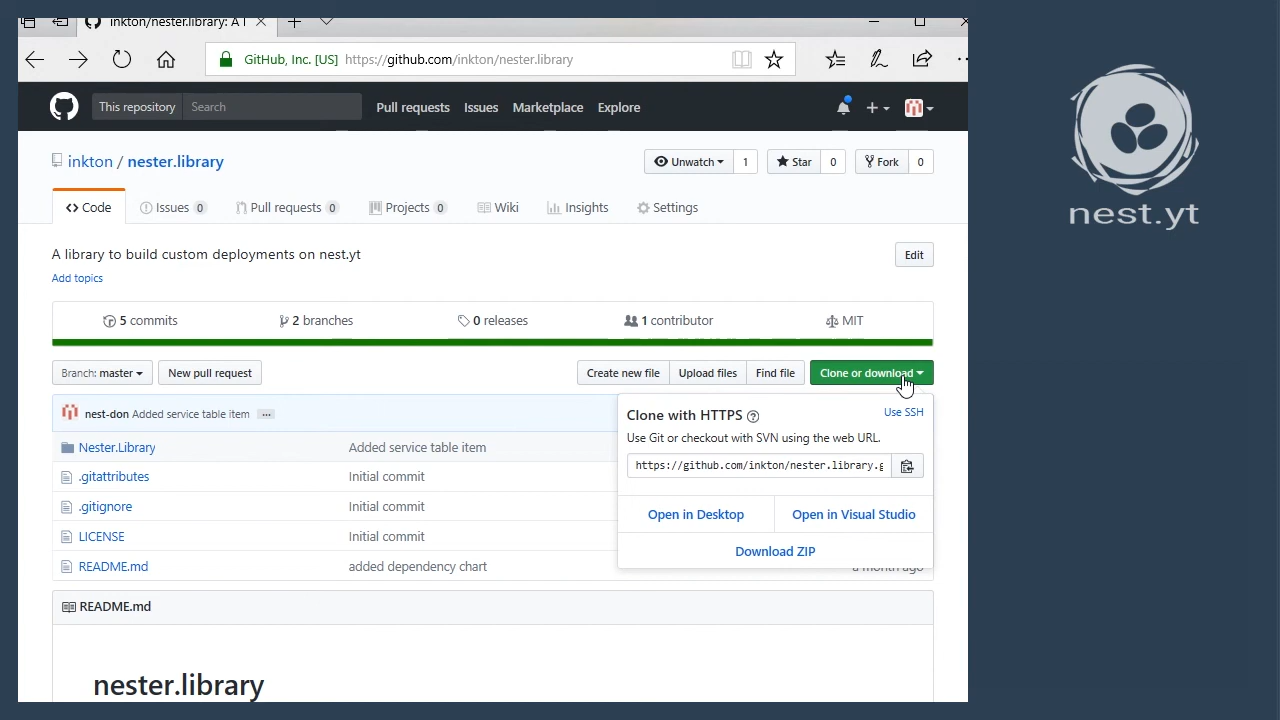 inkton/nester.library: A l
GitHub, Inc. [US] https://github.com/inkton/nester.library
This repository Search Pull requests Issues Marketplace Explore
inkton / nester.library
Unwatch 1 Star 0 Fork 0
Code Issues 0 Pull requests 0 Projects 0 Wiki Insights Settings
A library to build custom deployments on nest.yt
Edit
Add topics
5 commits 2 branches 0 releases 1 contributor MIT
Branch: master New pull request Create new file Upload files Find file Clone or download
nest-don Added service table item ...
Nester.Library Added service table item
.gitattributes Initial commit
.gitignore Initial commit
LICENSE Initial commit
README.md added dependency chart a month ago
Clone with HTTPS ?
Use SSH
Use Git or checkout with SVN using the web URL.
https://github.com/inkton/nester.library.g
Open in Desktop Open in Visual Studio
Download ZIP
README.md
nester.library
nest.yt